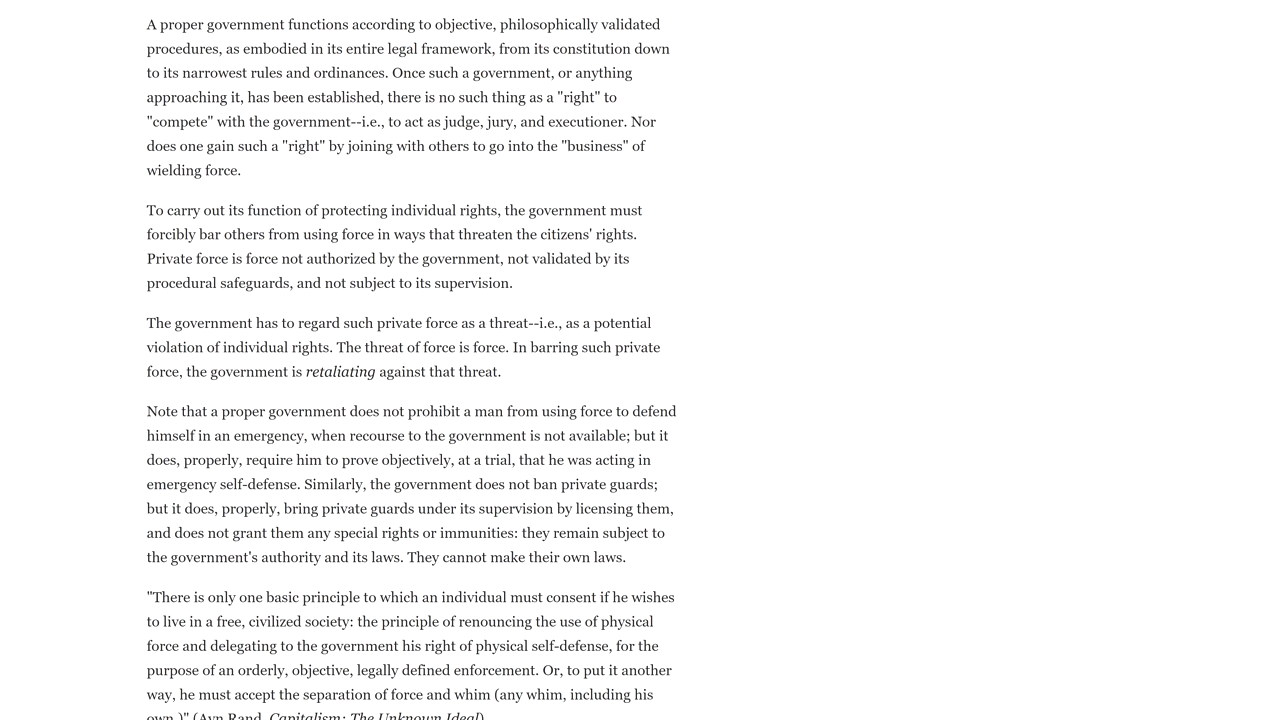 A proper government functions according to objective, philosophically validated
procedures, as embodied in its entire legal framework, from its constitution down
to its narrowest rules and ordinances. Once such a government, or anything
approaching it, has been established, there is no such thing as a "right" to
"compete" with the government--i.e., to act as judge, jury, and executioner. Nor
does one gain such a "right" by joining with others to go into the "business" of
wielding force.
To carry out its function of protecting individual rights, the government must
forcibly bar others from using force in ways that threaten the citizens' rights.
Private force is force not authorized by the government, not validated by its
procedural safeguards, and not subject to its supervision.
The government has to regard such private force as a threat--i.e., as a potential
violation of individual rights. The threat of force is force. In barring such private
force, the government is retaliating against that threat.
Note that a proper government does not prohibit a man from using force to defend
himself in an emergency, when recourse to the government is not available; but it
does, properly, require him to prove objectively, at a trial, that he was acting in
emergency self-defense. Similarly, the government does not ban private guards;
but it does, properly, bring private guards under its supervision by licensing them,
and does not grant them any special rights or immunities: they remain subject to
the government's authority and its laws. They cannot make their own laws.
"There is only one basic principle to which an individual must consent if he wishes
to live in a free, civilized society: the principle of renouncing the use of physical
force and delegating to the government his right of physical self-defense, for the
purpose of an orderly, objective, legally defined enforcement. Or, to put it another
way, he must accept the separation of force and whim (any whim, including his
own.)" (Ayn Rand, Capitalism: The Unknown Ideal)